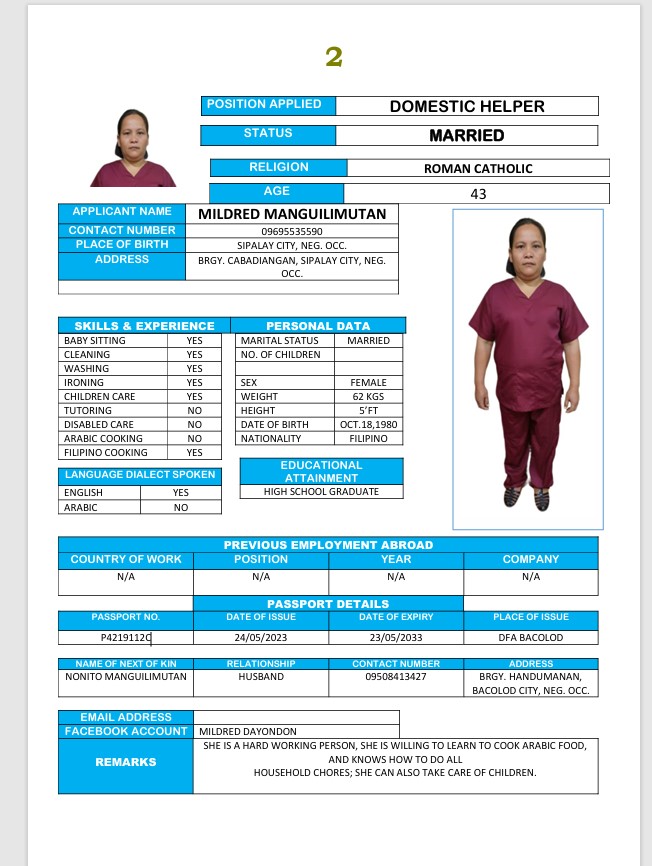 2
POSITION APPLIED DOMESTIC HELPER
STATUS MARRIED
RELIGION ROMAN CATHOLIC
AGE 43
APPLICANT NAME MILDRED MANGUILIMUTAN
CONTACT NUMBER 09695535590
PLACE OF BIRTH SIPALAY CITY, NEG. OCC.
ADDRESS BRGY. CABADIANGAN, SIPALAY CITY, NEG.
OCC.
SKILLS & EXPERIENCE PERSONAL DATA
BABY SITTING YES MARITAL STATUS MARRIED
CLEANING YES NO. OF CHILDREN
WASHING YES
IRONING YES SEX FEMALE
CHILDREN CARE YES WEIGHT 62 KGS
TUTORING NO HEIGHT 5’FT
DISABLED CARE NO DATE OF BIRTH OCT.18,1980
ARABIC COOKING NO NATIONALITY FILIPINO
FILIPINO COOKING YES
LANGUAGE DIALECT SPOKEN
ENGLISH YES
ARABIC NO
EDUCATIONAL
ATTAINMENT
HIGH SCHOOL GRADUATE
PREVIOUS EMPLOYMENT ABROAD
COUNTRY OF WORK POSITION YEAR COMPANY
N/A N/A N/A N/A
PASSPORT DETAILS
PASSPORT NO. DATE OF ISSUE DATE OF EXPIRY PLACE OF ISSUE
P4219112C 24/05/2023 23/05/2033 DFA BACOLOD
NAME OF NEXT OF KIN RELATIONSHIP CONTACT NUMBER ADDRESS
NONITO MANGUILIMUTAN HUSBAND 09508413427 BRGY. HANDUMANAN,
BACOLOD CITY, NEG. OCC.
EMAIL ADDRESS
FACEBOOK ACCOUNT MILDRED DAYONDON
REMARKS SHE IS A HARD WORKING PERSON, SHE IS WILLING TO LEARN TO COOK ARABIC FOOD,
AND KNOWS HOW TO DO ALL
HOUSEHOLD CHORES; SHE CAN ALSO TAKE CARE OF CHILDREN.